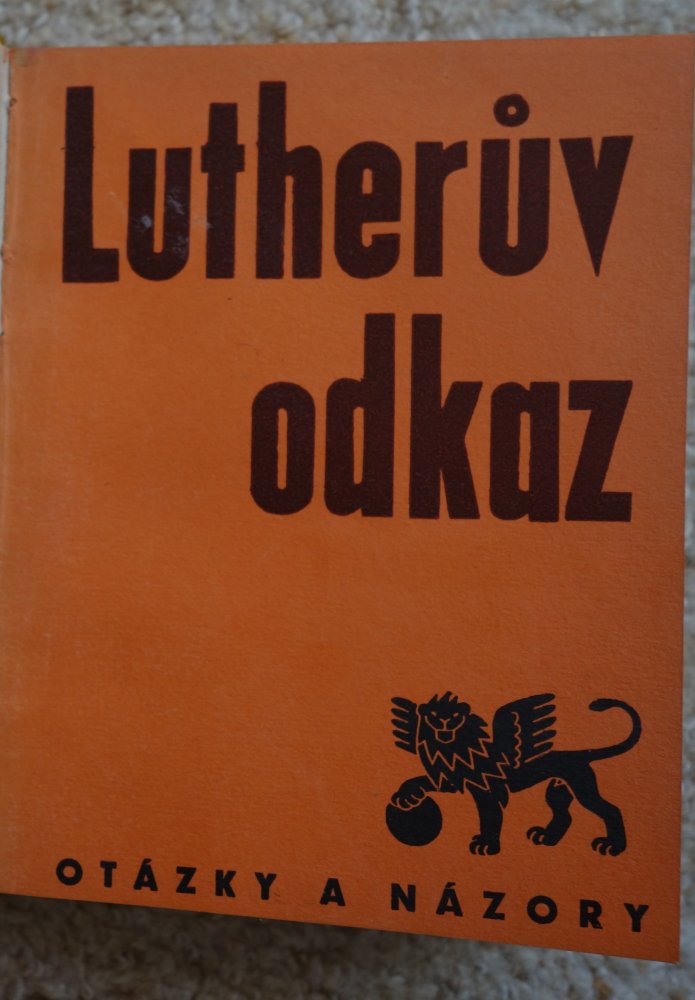 Lutherův
odkaz
OTÁZKY A NÁZORY